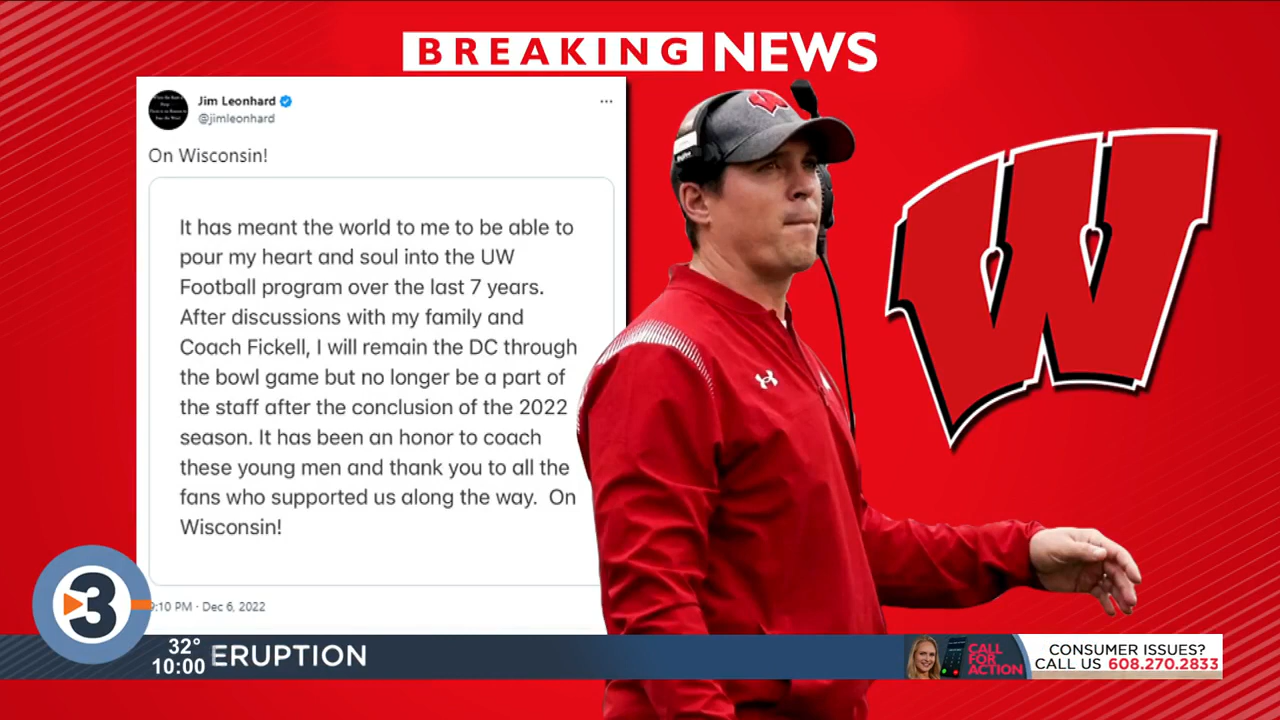 BREAKING NEWS
Jim Leonhard
@jimleonhard
On Wisconsin!
It has meant the world to me to be able to
pour my heart and soul into the UW
Football program over the last 7 years.
After discussions with my family and
Coach Fickell, I will remain the DC through
the bowl game but no longer be a part of
the staff after the conclusion of the 2022
season. It has been an honor to coach
these young men and thank you to all the
fans who supported us along the way. On
Wisconsin!
:10 PM · Dec 6, 2022
W
3
32°
10:00
ERUPTION
CALL
FOR
ACTION
CONSUMER ISSUES?
CALL US 608.270.2833